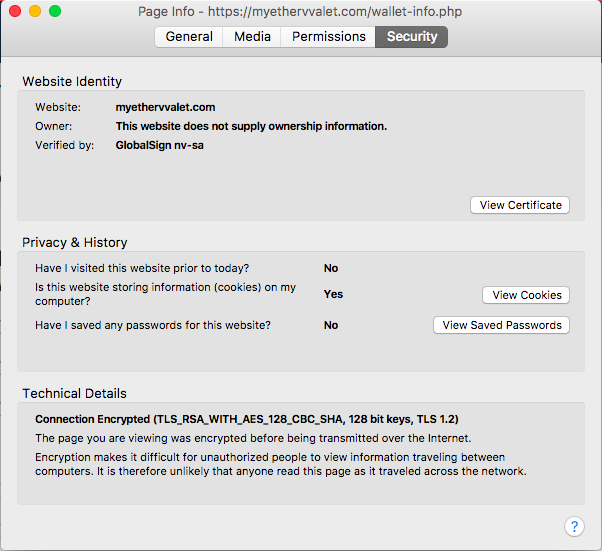 Page Info - https://myethervvalet.com/wallet-info.php
General Media Permissions Security
Website Identity
Website: myethervvalet.com
Owner: This website does not supply ownership information.
Verified by: GlobalSign nv-sa
View Certificate
Privacy & History
Have I visited this website prior to today? No
Is this website storing information (cookies) on my
computer? Yes View Cookies
Have I saved any passwords for this website? No View Saved Passwords
Technical Details
Connection Encrypted (TLS_RSA_WITH_AES_128_CBC_SHA, 128 bit keys, TLS 1.2)
The page you are viewing was encrypted before being transmitted over the Internet.
Encryption makes it difficult for unauthorized people to view information traveling between
computers. It is therefore unlikely that anyone read this page as it traveled across the network.
?